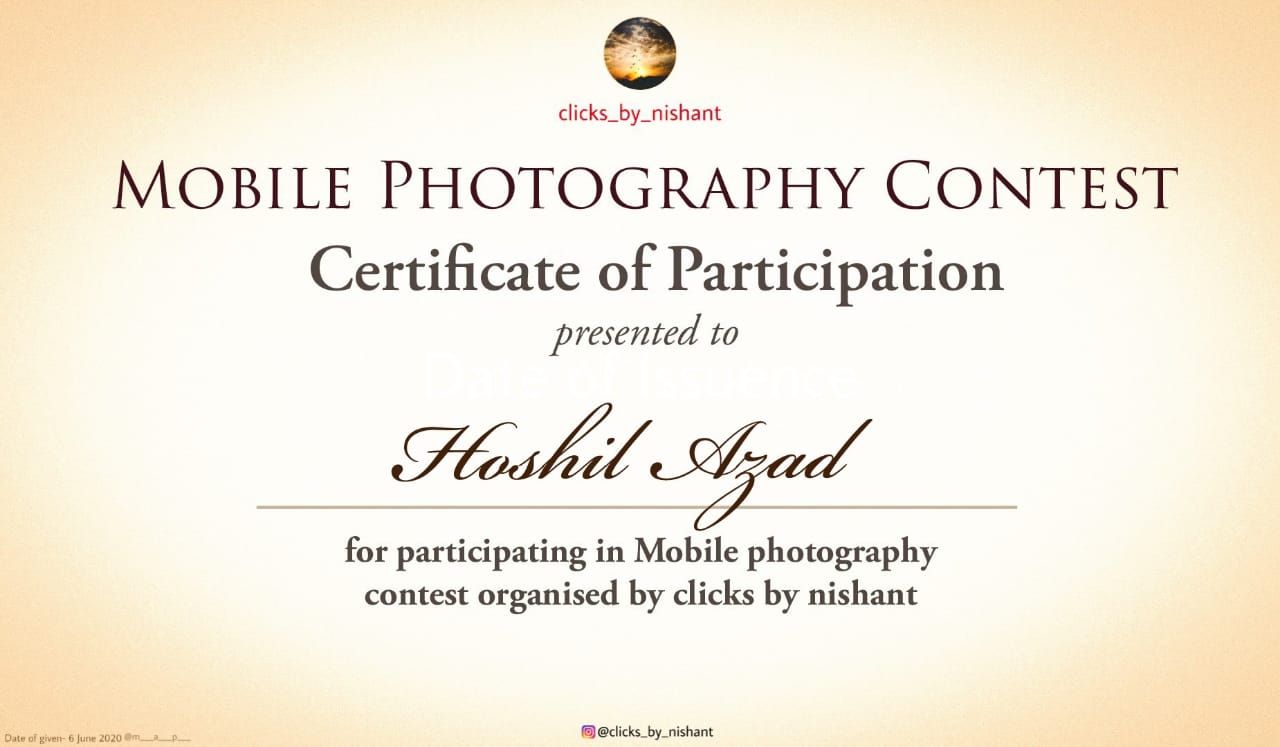 clicks_by_nishant
MOBILE PHOTOGRAPHY CONTEST
Certificate of Participation
presented to
Date of Issuence
Hoshil Azad
for participating in Mobile photography
contest organised by clicks by nishant
@clicks_by_nishant
Date of given- 6 June 2020 @m___a___p___